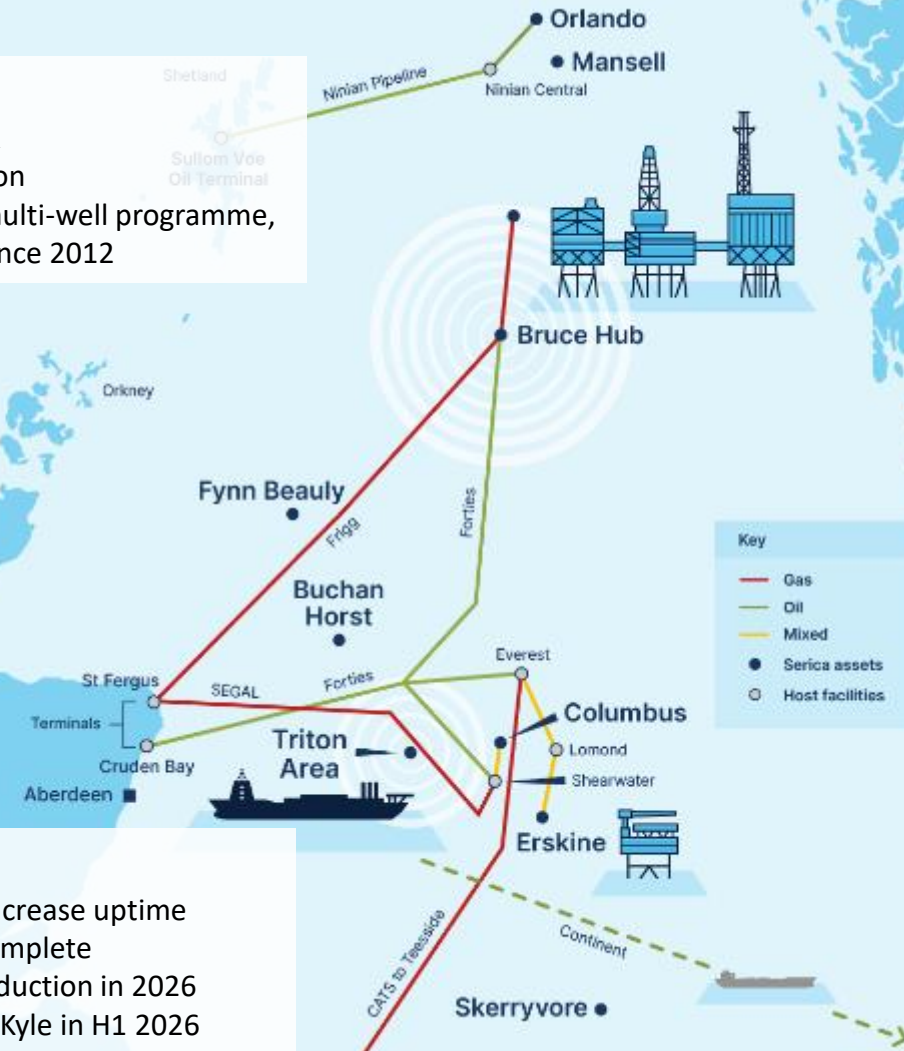 Orlando
Mansell
Shetland
Ninian Pipeline
Ninian Central
Sullom Voe
Oil Terminal
on
multi-well programme,
nce 2012
Bruce Hub
Orkney
Fynn Beauly
Frigg
Forties
Key
Gas
Oil
Mixed
Serica assets
Host facilities
Buchan
Horst
Everest
St Fergus
SEGAL
Forties
Terminals
Columbus
Triton
Area
Lomond
Cruden Bay
Shearwater
Aberdeen
Erskine
crease uptime
mplete
duction in 2026
Kyle in H1 2026
Continent
CATS to Teesside
Skerryvore